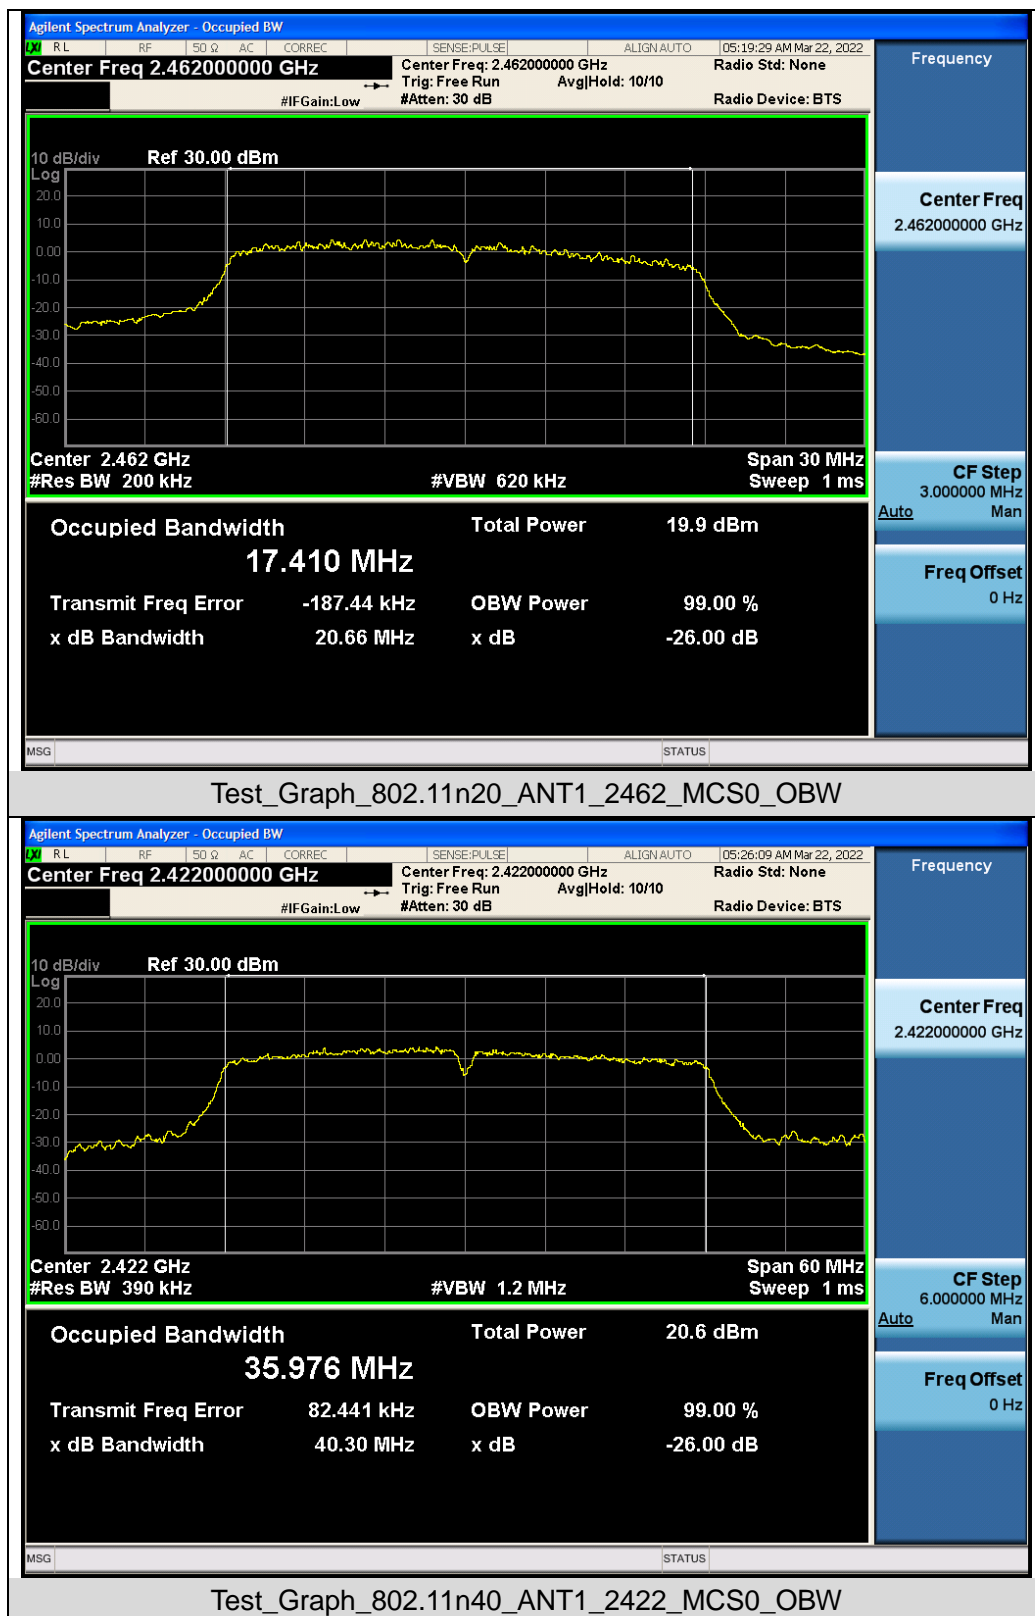 Agilent Spectrum Analyzer - Occupied BW
LXI RL RF 50 Ω AC CORREC SENSE:PULSE ALIGN AUTO 05:19:29 AM Mar 22, 2022
Center Freq 2.462000000 GHz Center Freq: 2.462000000 GHz Radio Std: None
Trig: Free Run Avg|Hold: 10/10
#IFGain:Low #Atten: 30 dB Radio Device: BTS
10 dB/div Ref 30.00 dBm
Log
20.0
10.0
0.00
-10.0
-20.0
-30.0
-40.0
-50.0
-60.0
Center 2.462 GHz Span 30 MHz
#Res BW 200 kHz #VBW 620 kHz Sweep 1 ms
Occupied Bandwidth Total Power 19.9 dBm
17.410 MHz
Transmit Freq Error -187.44 kHz OBW Power 99.00 %
x dB Bandwidth 20.66 MHz x dB -26.00 dB
MSG STATUS
Frequency
Center Freq
2.462000000 GHz
CF Step
3.000000 MHz
Auto Man
Freq Offset
0 Hz
Test_Graph_802.11n20_ANT1_2462_MCS0_OBW
Agilent Spectrum Analyzer - Occupied BW
LXI RL RF 50 Ω AC CORREC SENSE:PULSE ALIGN AUTO 05:26:09 AM Mar 22, 2022
Center Freq 2.422000000 GHz Center Freq: 2.422000000 GHz Radio Std: None
Trig: Free Run Avg|Hold: 10/10
#IFGain:Low #Atten: 30 dB Radio Device: BTS
10 dB/div Ref 30.00 dBm
Log
20.0
10.0
0.00
-10.0
-20.0
-30.0
-40.0
-50.0
-60.0
Center 2.422 GHz Span 60 MHz
#Res BW 390 kHz #VBW 1.2 MHz Sweep 1 ms
Occupied Bandwidth Total Power 20.6 dBm
35.976 MHz
Transmit Freq Error 82.441 kHz OBW Power 99.00 %
x dB Bandwidth 40.30 MHz x dB -26.00 dB
MSG STATUS
Frequency
Center Freq
2.422000000 GHz
CF Step
6.000000 MHz
Auto Man
Freq Offset
0 Hz
Test_Graph_802.11n40_ANT1_2422_MCS0_OBW